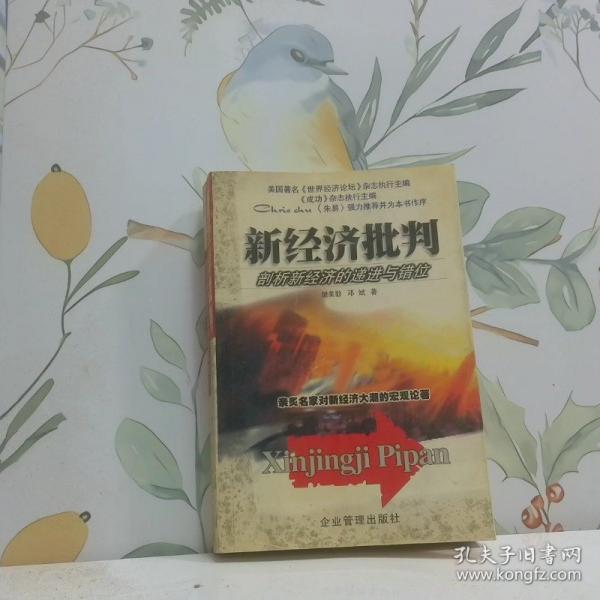 美国著名《世界经济论坛》杂志执行主编
《成功》杂志执行主编
Chris chu（朱易）强力推荐并为本书作序
新经济批判
剖析新经济的递进与错位
邓斌 著
亲炙名家对新经济大潮的宏观论著
Xinjingji Pipan
企业管理出版社
孔夫子旧书网
www.kongfz.com